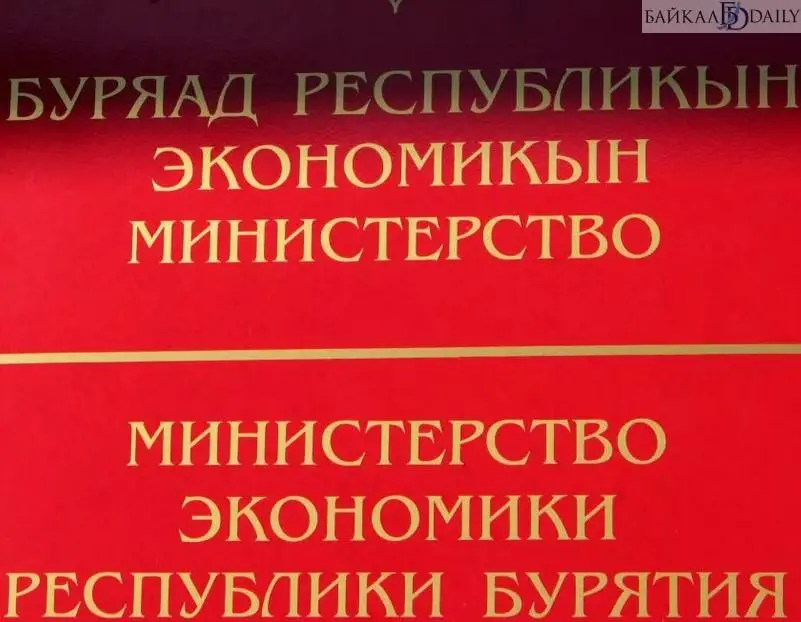 БАЙКАЛ DAILY
БУРЯАД РЕСПУБЛИКЫН
ЭКОНОМИКЫН
МИНИСТЕРСТВО
МИНИСТЕРСТВО
ЭКОНОМИКИ
РЕСПУБЛИКИ БУРЯТИЯ